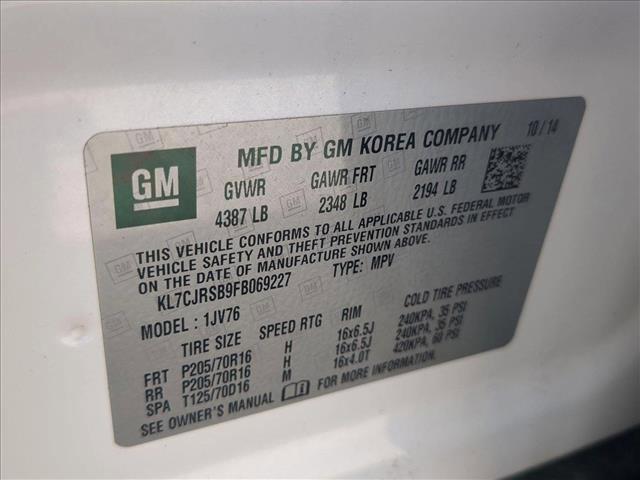 GM
MFD BY GM KOREA COMPANY 10/14
GVWR GAWR FRT GAWR RR
4387 LB 2348 LB 2194 LB
THIS VEHICLE CONFORMS TO ALL APPLICABLE U.S. FEDERAL MOTOR
VEHICLE SAFETY AND THEFT PREVENTION STANDARDS IN EFFECT
ON THE DATE OF MANUFACTURE SHOWN ABOVE.
KL7CJRSB9FB069227 TYPE: MPV
MODEL : 1JV76
TIRE SIZE SPEED RTG RIM COLD TIRE PRESSURE
FRT P205/70R16 H 16x6.5J 240KPA, 35 PSI
RR P205/70R16 H 16x6.5J 240KPA, 35 PSI
SPA T125/70D16 M 16x4.0T 420KPA, 60 PSI
SEE OWNER'S MANUAL FOR MORE INFORMATION.